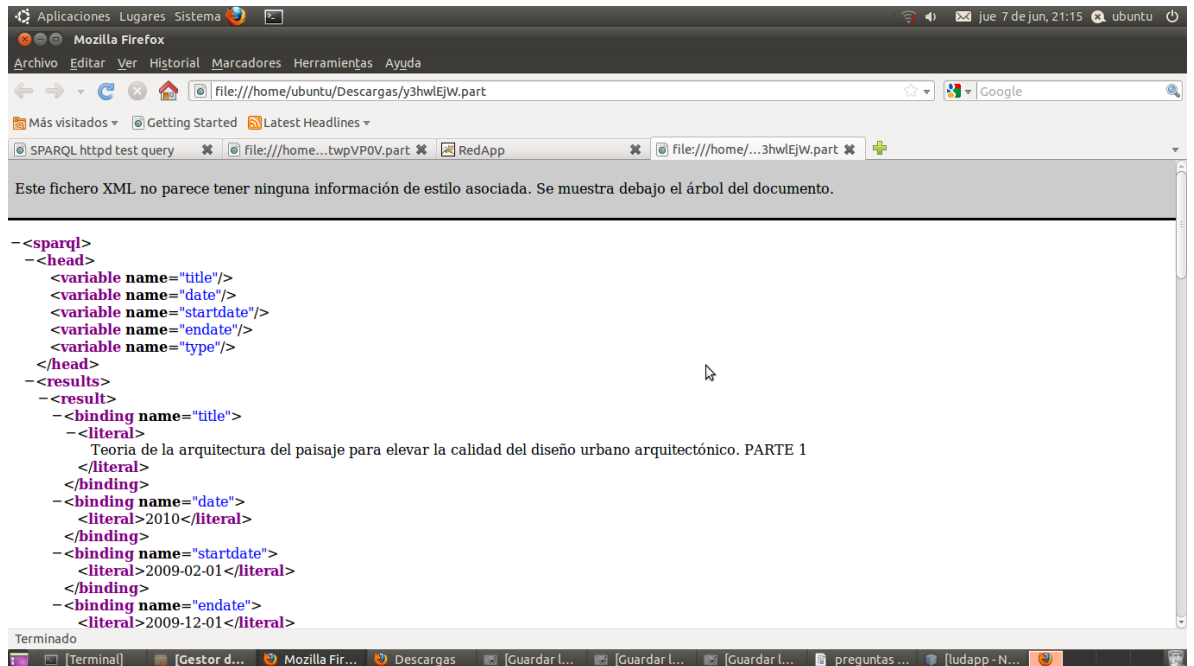 Aplicaciones Lugares Sistema jue 7 de jun, 21:15 ubuntu
Mozilla Firefox
Archivo Editar Ver Historial Marcadores Herramientas Ayuda
file:///home/ubuntu/Descargas/y3hwlEjW.part Google
Más visitados Getting Started Latest Headlines
SPARQL httpd test query file:///home...twpVP0V.part RedApp file:///home/...3hwlEjW.part
Este fichero XML no parece tener ninguna información de estilo asociada. Se muestra debajo el árbol del documento.
−<sparql>
−<head>
<variable name="title"/>
<variable name="date"/>
<variable name="startdate"/>
<variable name="endate"/>
<variable name="type"/>
</head>
−<results>
−<result>
−<binding name="title">
−<literal>
Teoria de la arquitectura del paisaje para elevar la calidad del diseño urbano arquitectónico. PARTE 1
</literal>
</binding>
−<binding name="date">
<literal>2010</literal>
</binding>
−<binding name="startdate">
<literal>2009-02-01</literal>
</binding>
−<binding name="endate">
<literal>2009-12-01</literal>
Terminado
[Terminal] [Gestor d... Mozilla Fir... Descargas [Guardar l... [Guardar l... [Guardar l... preguntas ... [ludapp - N...